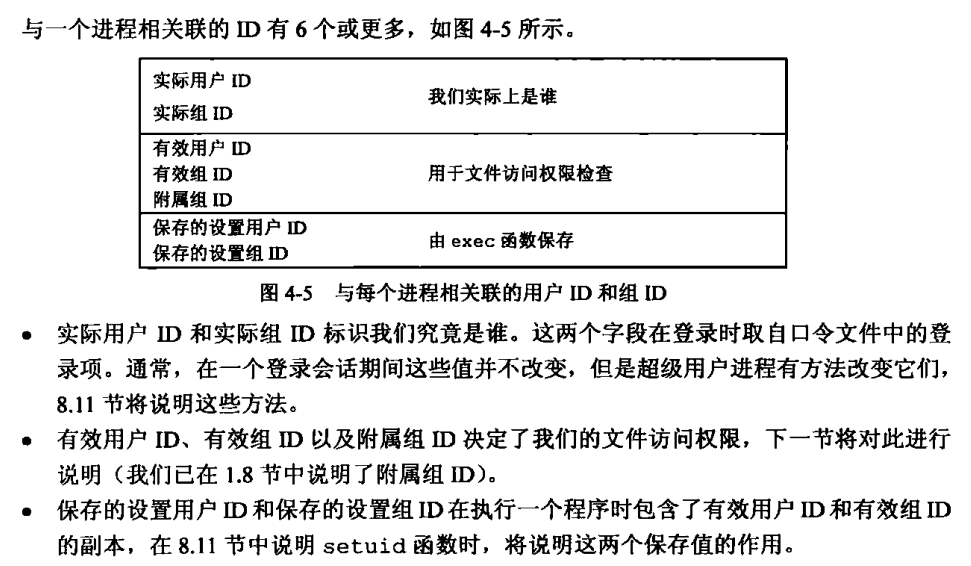 与一个进程相关联的 ID 有 6 个或更多，如图 4-5 所示。
实际用户 ID
实际组 ID
我们实际上是谁
有效用户 ID
有效组 ID
附属组 ID
用于文件访问权限检查
保存的设置用户 ID
保存的设置组 ID
由 exec 函数保存
图 4-5 与每个进程相关联的用户 ID 和组 ID
• 实际用户 ID 和实际组 ID 标识我们究竟是谁。这两个字段在登录时取自口令文件中的登
录项。通常，在一个登录会话期间这些值并不改变，但是超级用户进程有方法改变它们，
8.11 节将说明这些方法。
• 有效用户 ID、有效组 ID 以及附属组 ID 决定了我们的文件访问权限，下一节将对此进行
说明（我们已在 1.8 节中说明了附属组 ID）。
• 保存的设置用户 ID 和保存的设置组 ID 在执行一个程序时包含了有效用户 ID 和有效组 ID
的副本，在 8.11 节中说明 setuid 函数时，将说明这两个保存值的作用。